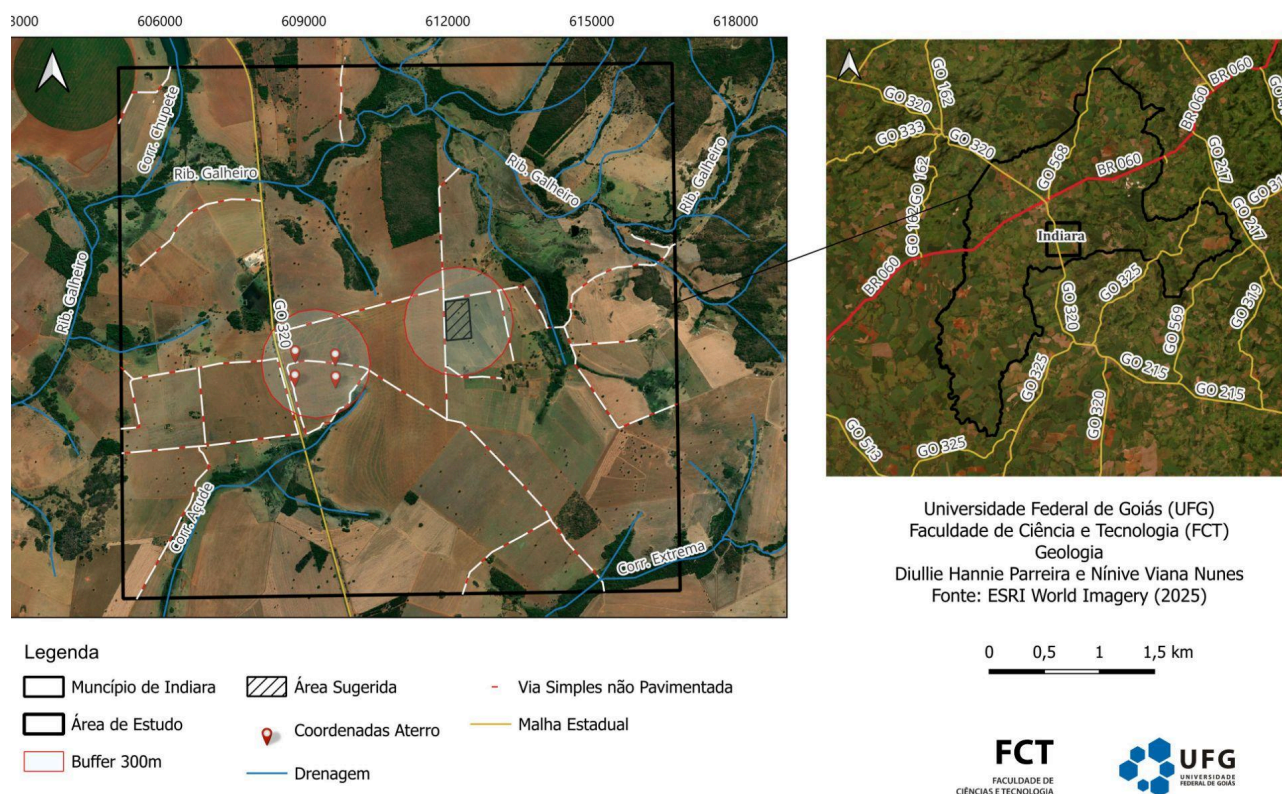 3000
606000
609000
612000
615000
618000
Corr. Chupete
Rib. Galheiro
Rib. Galheiro
Rib. Galheiro
Rib. Galheiro
GO 320
Corr. Açude
Corr. Extrema
GO 320
GO 162
GO 333
GO 320
GO 162
GO 162
GO 568
BR 060
BR 060
BR 060
BR 060
GO 217
GO 217
Indiara
GO 325
GO 320
GO 319
GO 569
GO 325
GO 215
GO 215
GO 320
GO 513
GO 325
Universidade Federal de Goiás (UFG)
Faculdade de Ciência e Tecnologia (FCT)
Geologia
Diullie Hannie Parreira e Nínive Viana Nunes
Fonte: ESRI World Imagery (2025)
0 0,5 1 1,5 km
Legenda
Muncípio de Indiara
Área de Estudo
Buffer 300m
Área Sugerida
Coordenadas Aterro
Drenagem
Via Simples não Pavimentada
Malha Estadual
FCT
FACULDADE DE
CIÊNCIAS E TECNOLOGIA
UFG
UNIVERSIDADE
FEDERAL DE GOIÁS